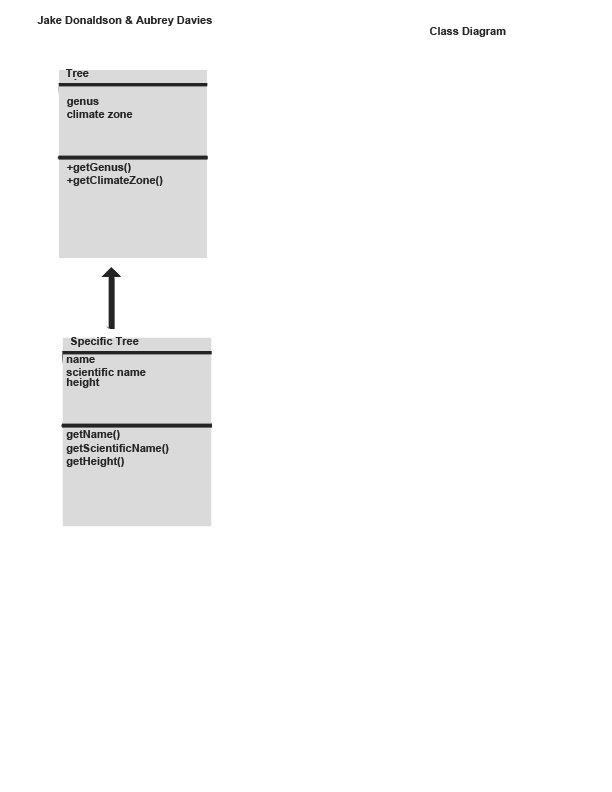 Jake Donaldson & Aubrey Davies
Class Diagram
Tree
genus
climate zone
+getGenus()
+getClimateZone()
Specific Tree
name
scientific name
height
getName()
getScientificName()
getHeight()